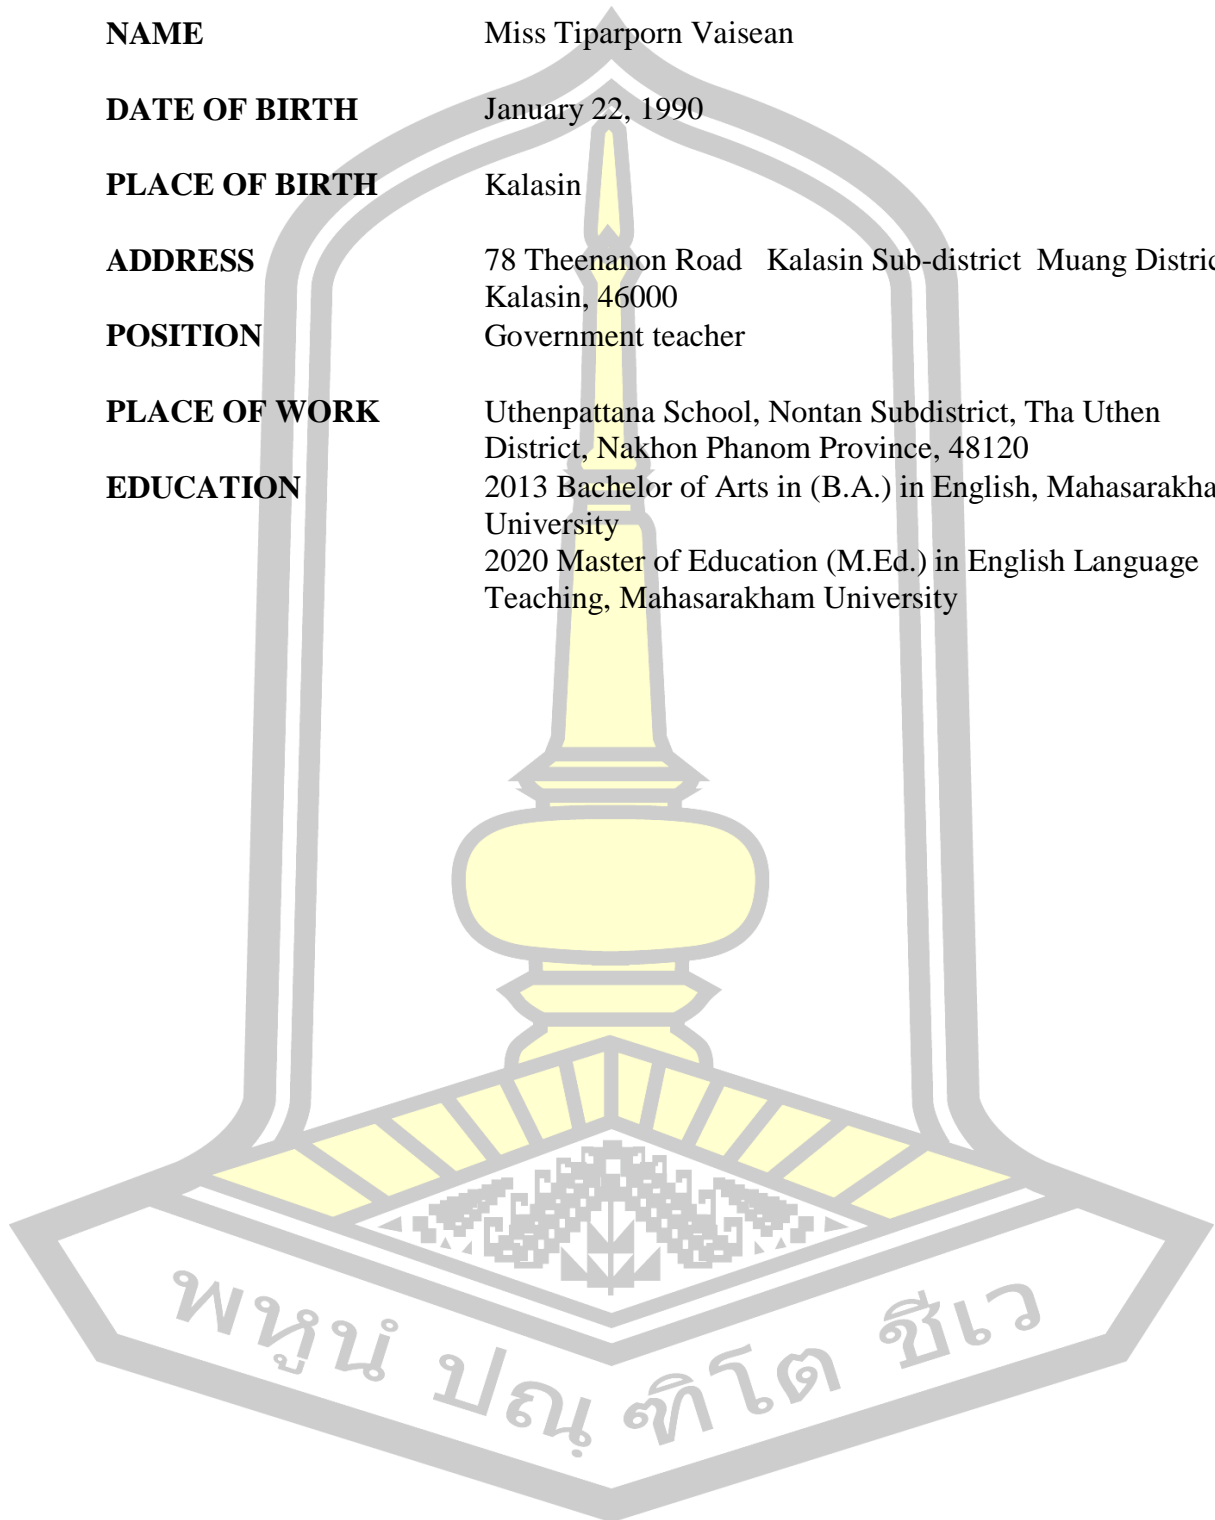 NAME Miss Tiparporn Vaisean
DATE OF BIRTH January 22, 1990
PLACE OF BIRTH Kalasin
ADDRESS 78 Theenanon Road Kalasin Sub-district Muang Distric
Kalasin, 46000
POSITION Government teacher
PLACE OF WORK Uthenpattana School, Nontan Subdistrict, Tha Uthen
District, Nakhon Phanom Province, 48120
EDUCATION 2013 Bachelor of Arts in (B.A.) in English, Mahasarakha
University
2020 Master of Education (M.Ed.) in English Language
Teaching, Mahasarakham University
พหูนํ ปณฺฑิโต ชีเว